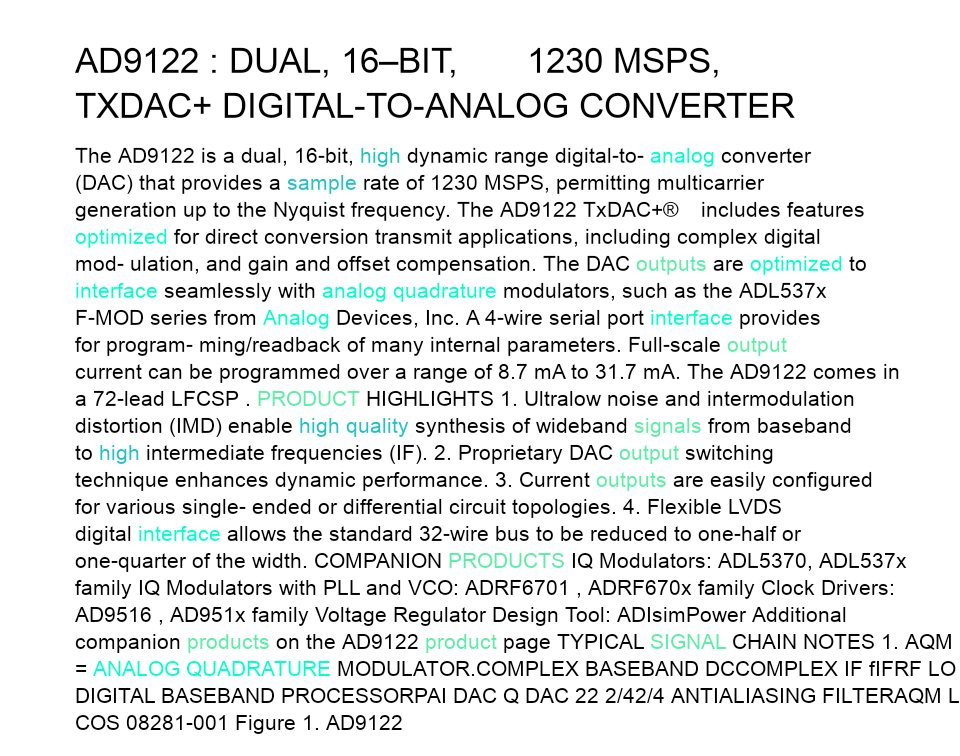 AD9122 : DUAL, 16–BIT, 1230 MSPS,
TXDAC+ DIGITAL-TO-ANALOG CONVERTER
The AD9122 is a dual, 16-bit, high dynamic range digital-to- analog converter
(DAC) that provides a sample rate of 1230 MSPS, permitting multicarrier
generation up to the Nyquist frequency. The AD9122 TxDAC+® includes features
optimized for direct conversion transmit applications, including complex digital
mod- ulation, and gain and offset compensation. The DAC outputs are optimized to
interface seamlessly with analog quadrature modulators, such as the ADL537x
F-MOD series from Analog Devices, Inc. A 4-wire serial port interface provides
for program- ming/readback of many internal parameters. Full-scale output
current can be programmed over a range of 8.7 mA to 31.7 mA. The AD9122 comes in
a 72-lead LFCSP . PRODUCT HIGHLIGHTS 1. Ultralow noise and intermodulation
distortion (IMD) enable high quality synthesis of wideband signals from baseband
to high intermediate frequencies (IF). 2. Proprietary DAC output switching
technique enhances dynamic performance. 3. Current outputs are easily configured
for various single- ended or differential circuit topologies. 4. Flexible LVDS
digital interface allows the standard 32-wire bus to be reduced to one-half or
one-quarter of the width. COMPANION PRODUCTS IQ Modulators: ADL5370, ADL537x
family IQ Modulators with PLL and VCO: ADRF6701 , ADRF670x family Clock Drivers:
AD9516 , AD951x family Voltage Regulator Design Tool: ADIsimPower Additional
companion products on the AD9122 product page TYPICAL SIGNAL CHAIN NOTES 1. AQM
= ANALOG QUADRATURE MODULATOR.COMPLEX BASEBAND DCCOMPLEX IF fIFRF LO
DIGITAL BASEBAND PROCESSORPAI DAC Q DAC 22 2/42/4 ANTIALIASING FILTERAQM L
COS 08281-001 Figure 1. AD9122